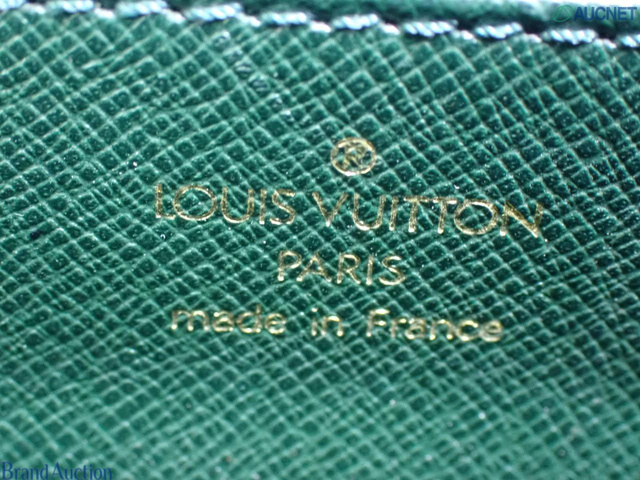 AUCNET
®
LOUIS VUITTON
PARIS
made in France
Brand Auction